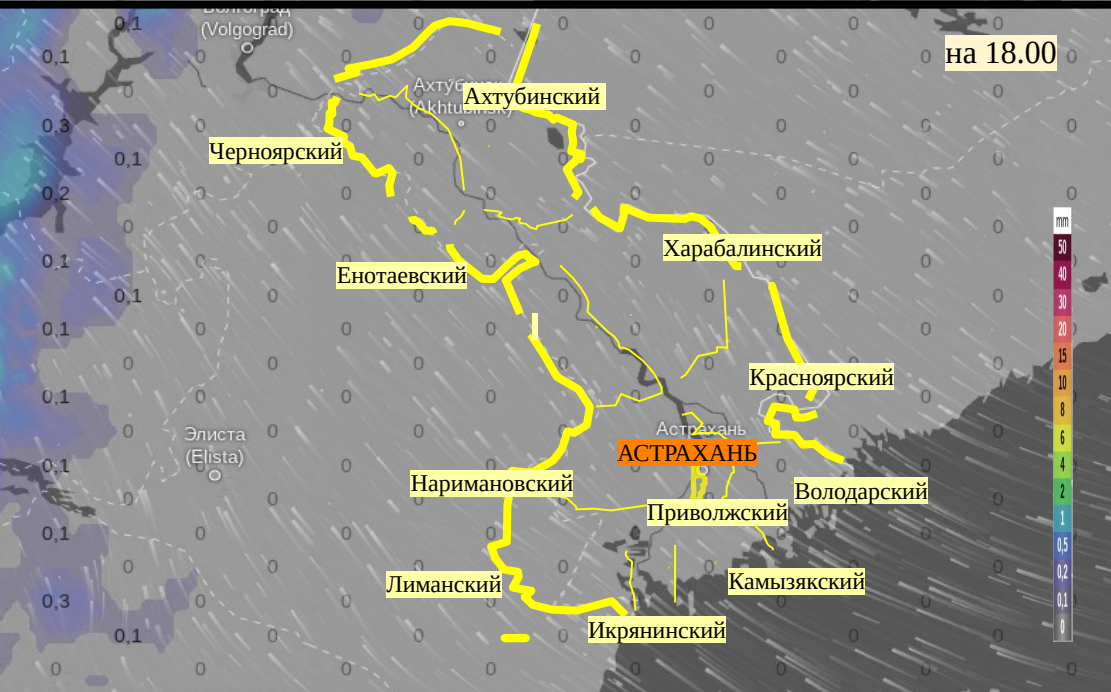 Волгоград
(Volgograd)
на 18.00
Ахтубинск
(Akhtubinsk)
Ахтубинский
Черноярский
Харабалинский
Енотаевский
Красноярский
Элиста
(Elista)
Астрахань
АСТРАХАНЬ
Наримановский
Володарский
Приволжский
Лиманский
Камызякский
Икрянинский
mm
50
40
30
20
15
10
8
6
4
2
1
0,5
0,2
0,1
0